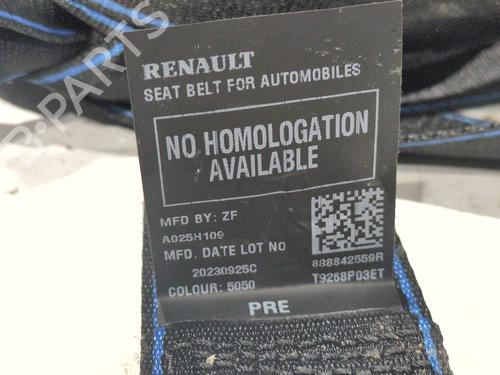 RENAULT
SEAT BELT FOR AUTOMOBILES
NO HOMOLOGATION
AVAILABLE
MFD BY: ZF
A025H109
MFD. DATE LOT NO
20230925C
COLOUR: 5050
888842559R
T9268P03ET
PRE
B-PARTS